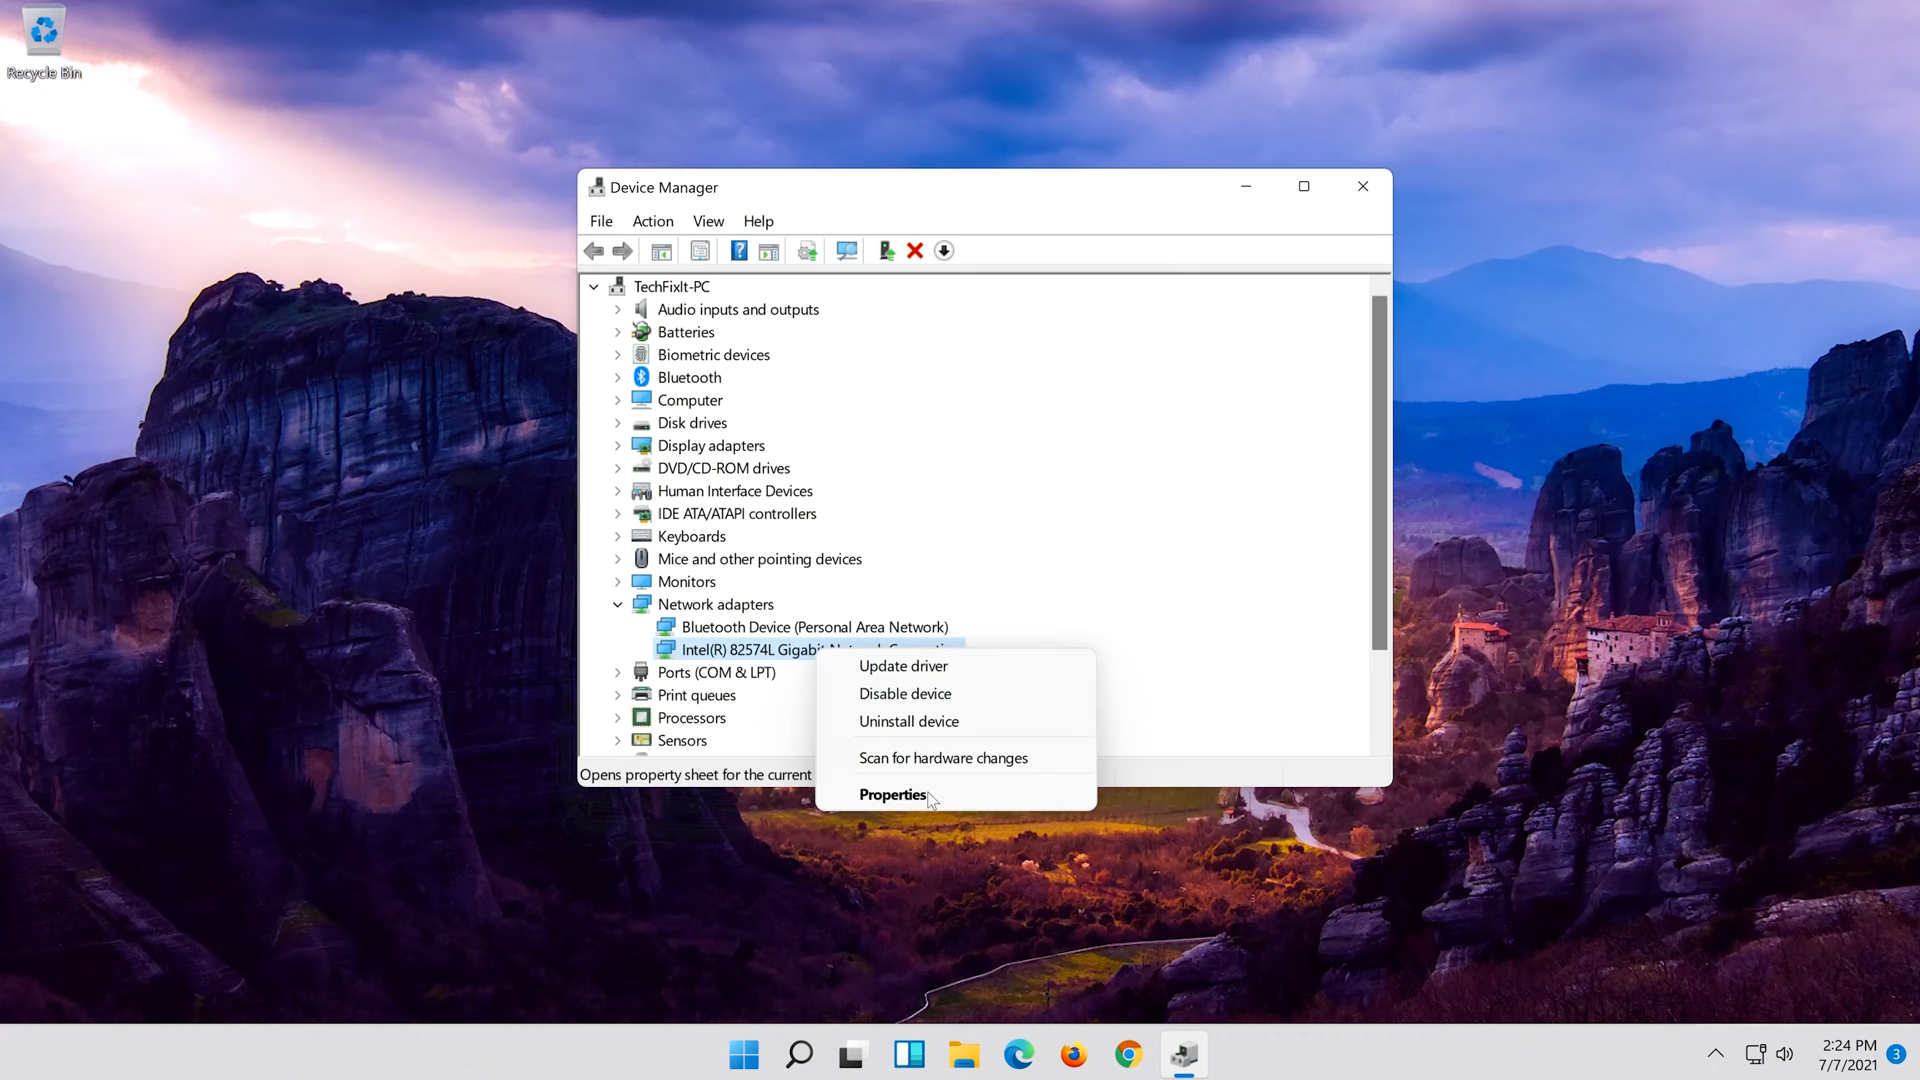 Recycle Bin
Device Manager
File Action View Help
TechFixIt-PC
Audio inputs and outputs
Batteries
Biometric devices
Bluetooth
Computer
Disk drives
Display adapters
DVD/CD-ROM drives
Human Interface Devices
IDE ATA/ATAPI controllers
Keyboards
Mice and other pointing devices
Monitors
Network adapters
Bluetooth Device (Personal Area Network)
Intel(R) 82574L Gigabit
Ports (COM & LPT)
Print queues
Processors
Sensors
Update driver
Disable device
Uninstall device
Scan for hardware changes
Properties
Opens property sheet for the current
2:24 PM
7/7/2021
3